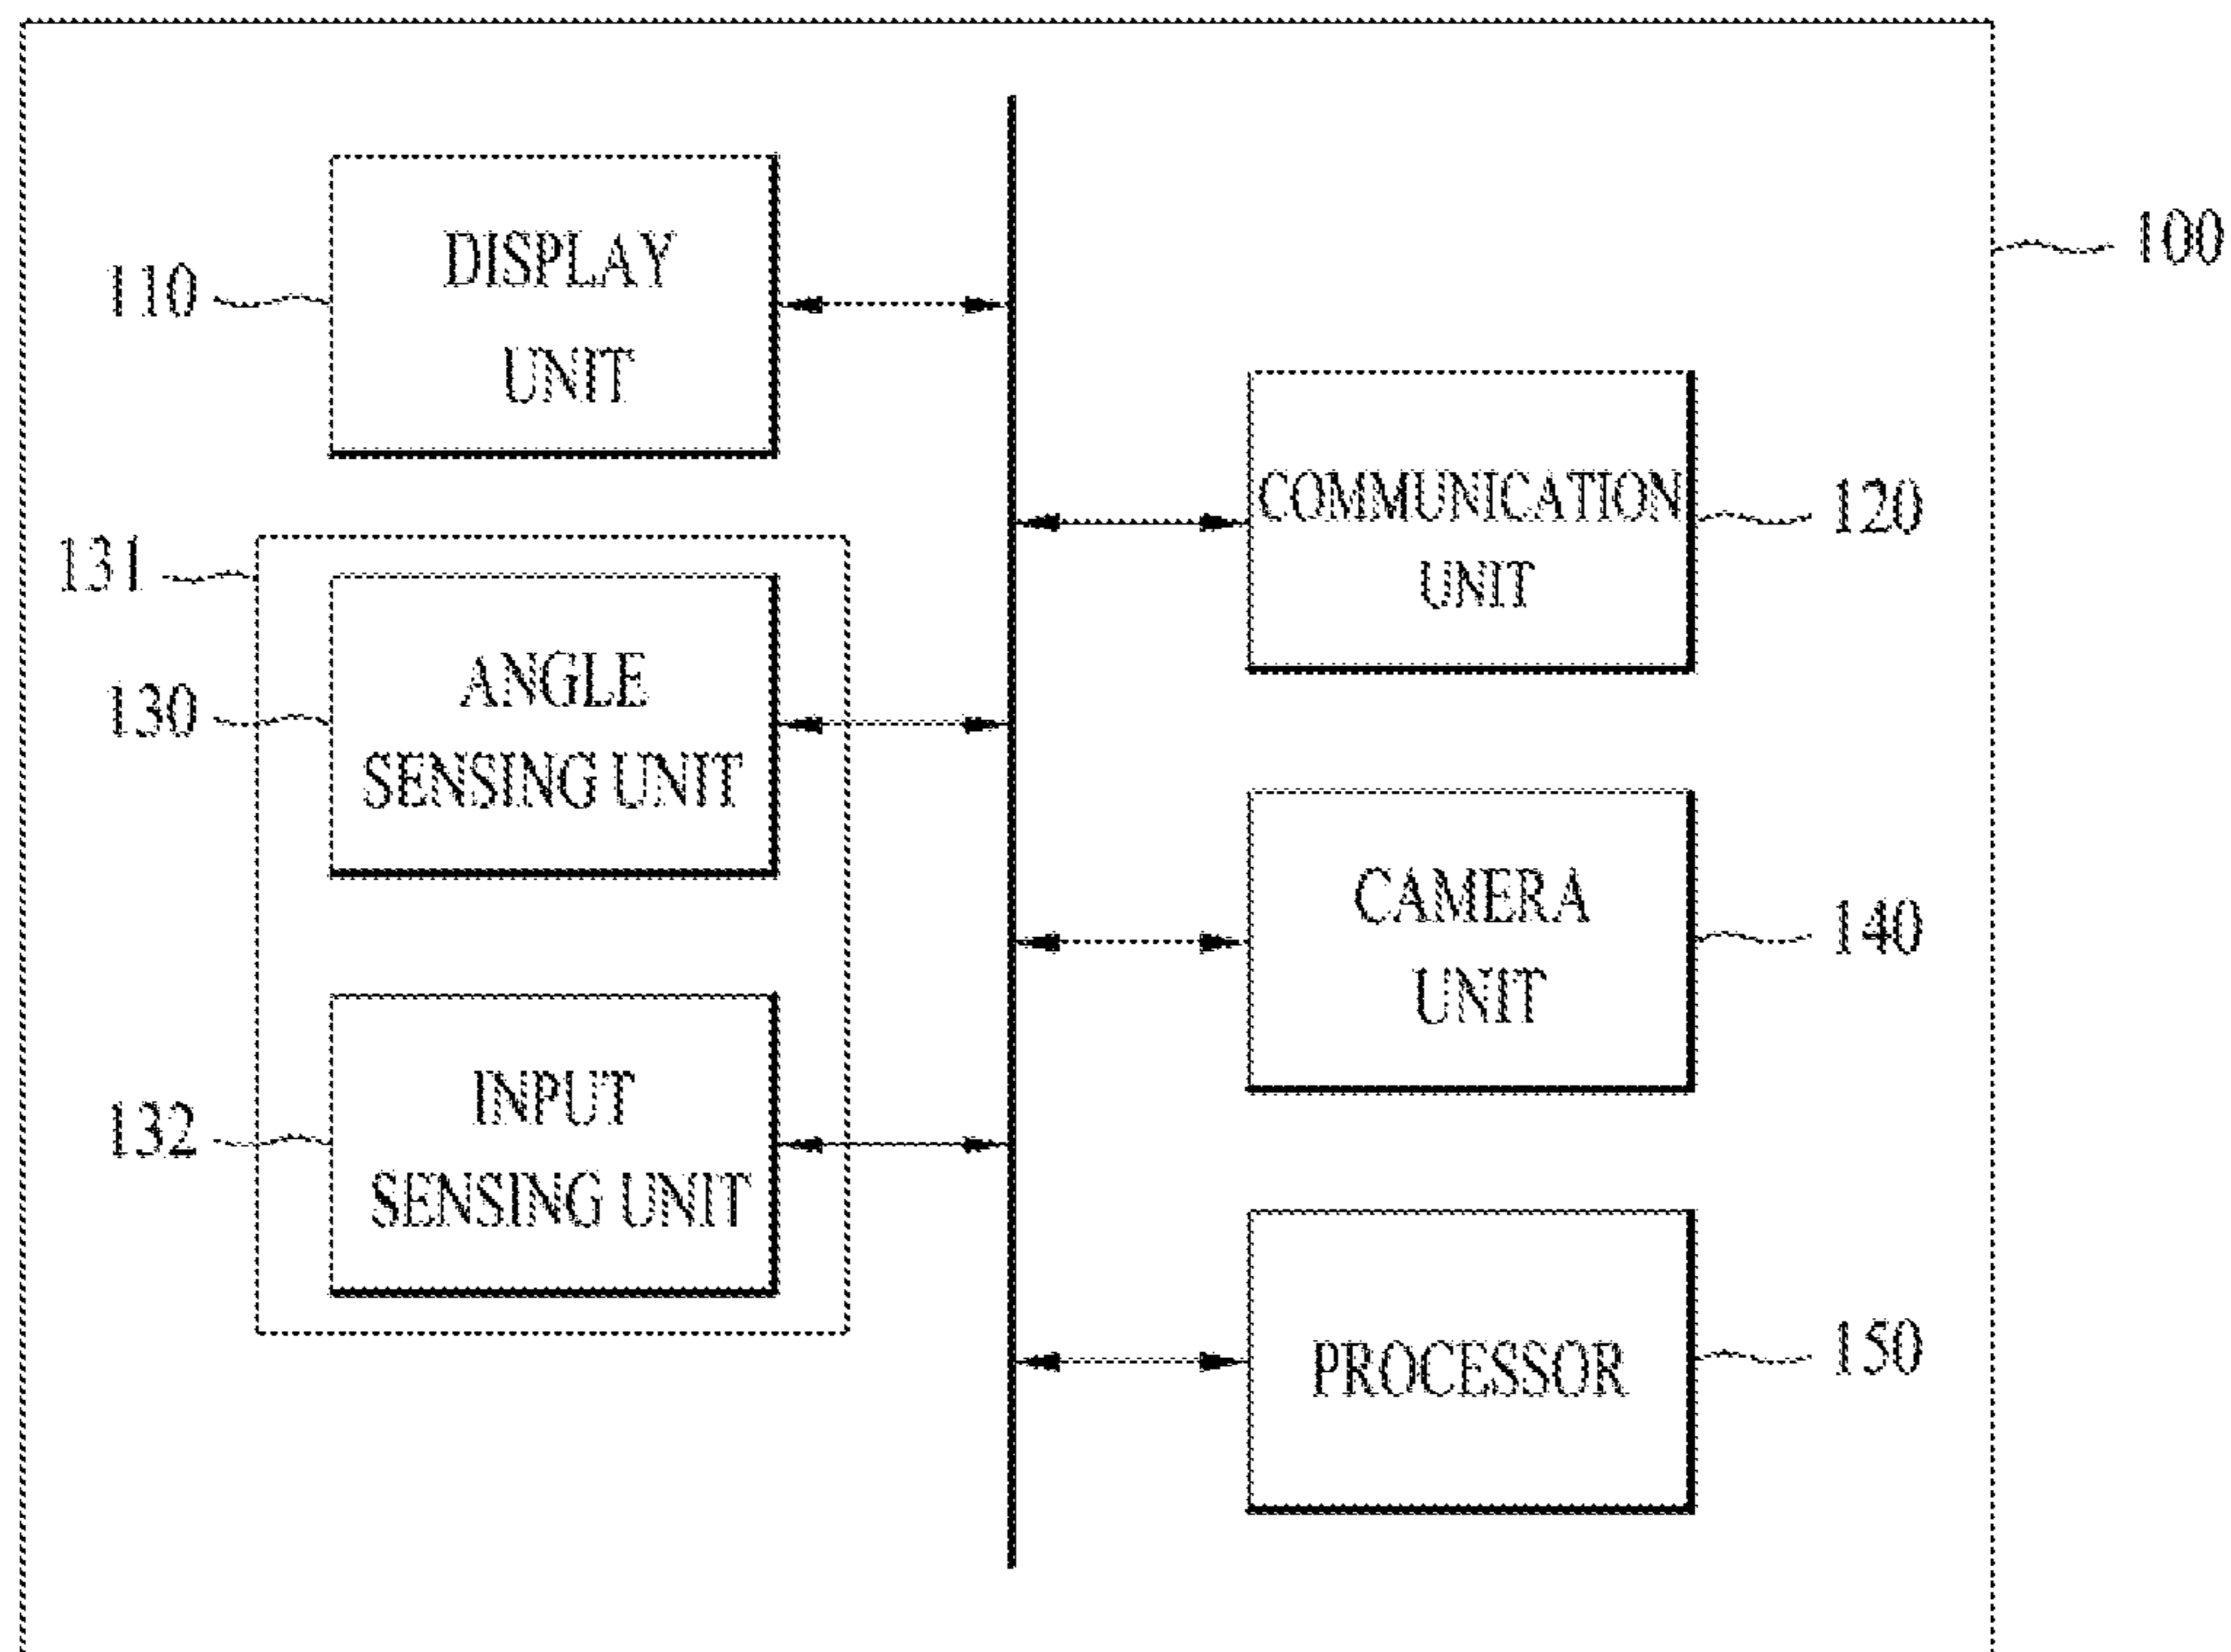 100
110
DISPLAY
UNIT
COMMUNICATION
UNIT
120
131
130
ANGLE
SENSING UNIT
CAMERA
UNIT
140
132
INPUT
SENSING UNIT
PROCESSOR
150